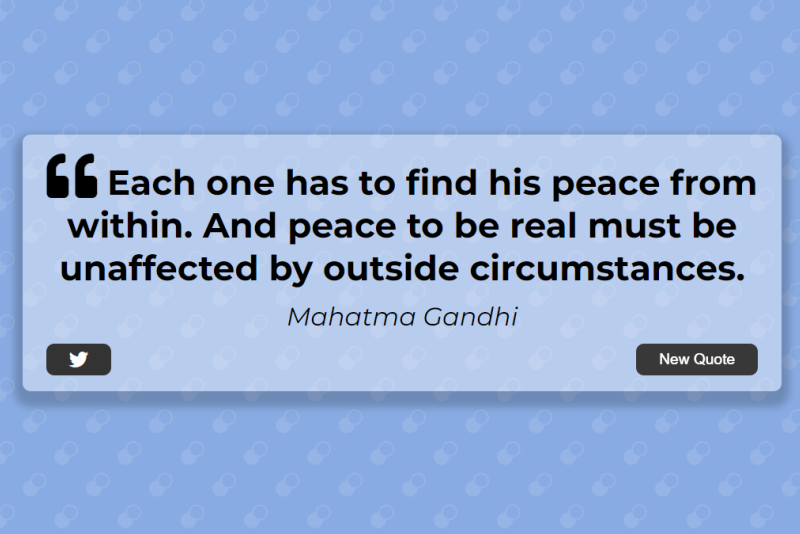 “ Each one has to find his peace from
within. And peace to be real must be
unaffected by outside circumstances.
Mahatma Gandhi
New Quote